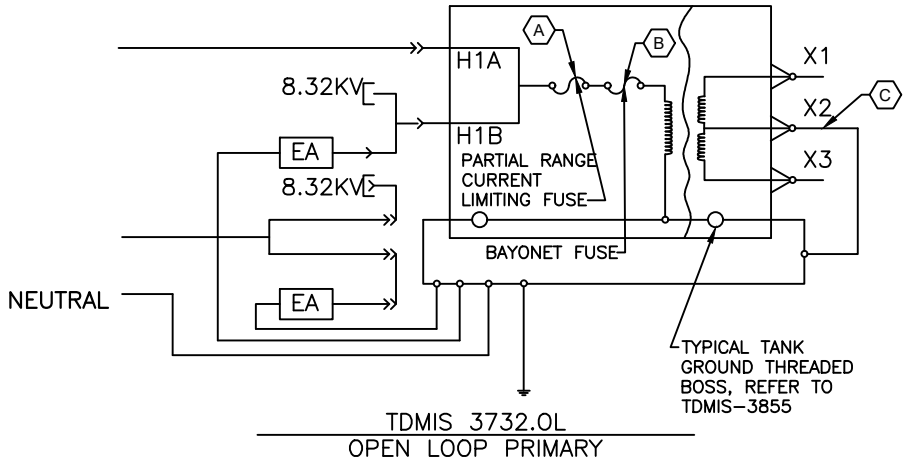 A
B
X1
H1A
8.32KV
X2
C
H1B
EA
PARTIAL RANGE
CURRENT
LIMITING FUSE
X3
8.32KV
BAYONET FUSE
NEUTRAL
EA
TYPICAL TANK
GROUND THREADED
BOSS, REFER TO
TDMIS-3855
TDMIS 3732.OL
OPEN LOOP PRIMARY